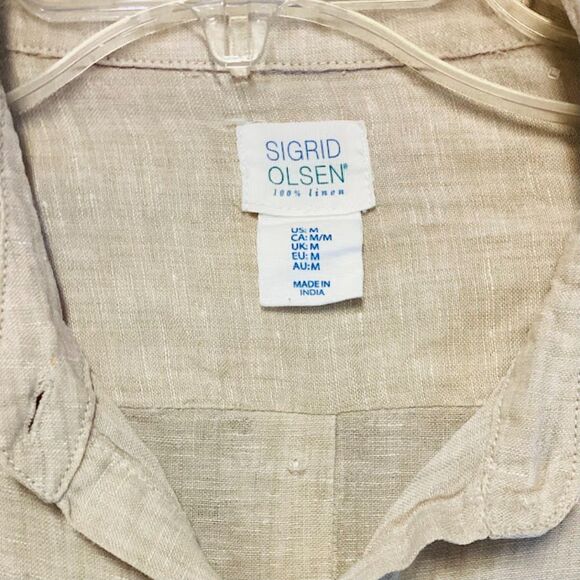 SIGRID
OLSEN®
100% linen
US: M
CA: M/M
UK: M
EU: M
AU: M
MADE IN
INDIA